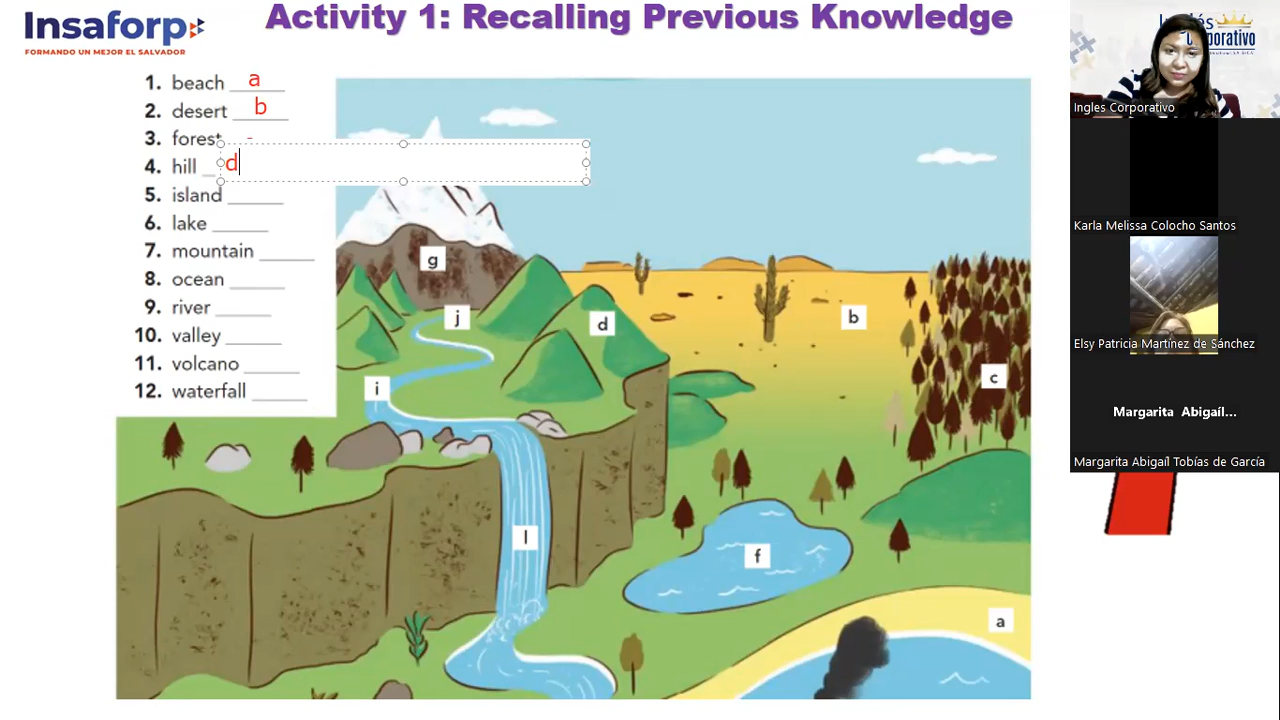 Insaforp
FORMANDO UN MEJOR EL SALVADOR
Activity 1: Recalling Previous Knowledge
1. beach a
2. desert b
3. forest
4. hill d
5. island
6. lake
7. mountain
8. ocean
9. river
10. valley
11. volcano
12. waterfall
g
j
d
b
i
c
l
f
a
Corporativo
Ingles Corporativo
Karla Melissa Colocho Santos
Elsy Patricia Martínez de Sánchez
Margarita Abigaíl...
Margarita Abigaíl Tobías de García